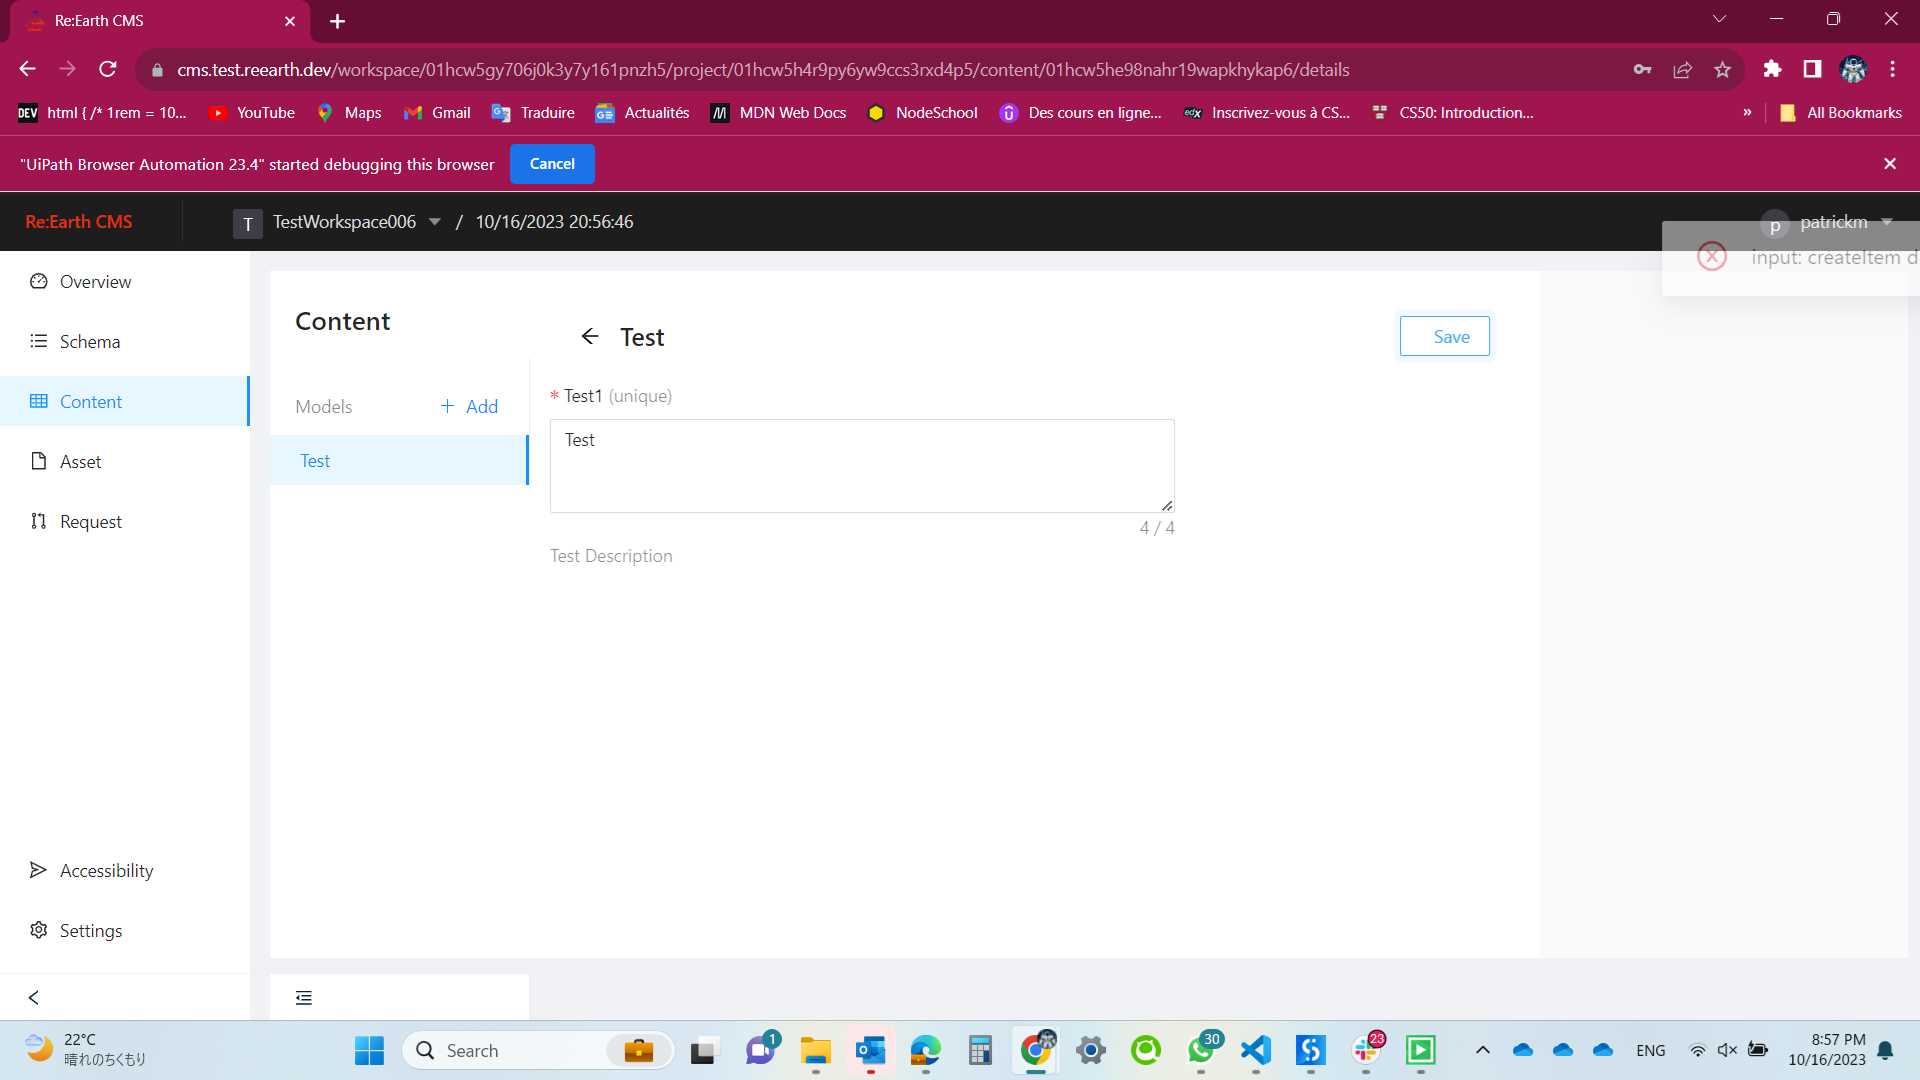 Re:Earth CMS
cms.test.reearth.dev/workspace/01hcw5gy706j0k3y7y161pnzh5/project/01hcw5h4r9py6yw9ccs3rxd4p5/content/01hcw5he98nahr19wapkhykap6/details
DEV html { /* 1rem = 10... YouTube Maps Gmail Traduire Actualités MDN Web Docs NodeSchool Des cours en ligne... edX Inscrivez-vous à CS... CS50: Introduction... » All Bookmarks
"UiPath Browser Automation 23.4" started debugging this browser Cancel
Re:Earth CMS T TestWorkspace006 / 10/16/2023 20:56:46 p patrickm
input: createItem d
Overview
Schema
Content
Asset
Request
Accessibility
Settings
Content
Models + Add
Test
Test
Save
* Test1 (unique)
Test
4 / 4
Test Description
22°C
晴れのちくもり
Search
1
30
23
ENG
8:57 PM
10/16/2023